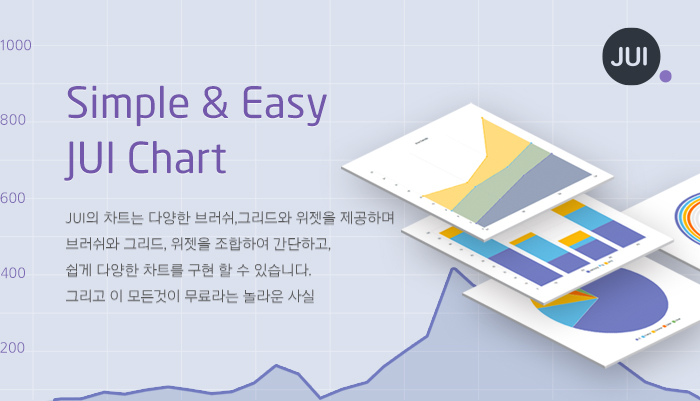 1000
JUI
Simple & Easy
800
JUI Chart
600
JUI의 차트는 다양한 브러쉬,그리드와 위젯을 제공하며
브러쉬와 그리드, 위젯을 조합하여 간단하고,
400
쉽게 다양한 차트를 구현 할 수 있습니다.
그리고 이 모든것이 무료라는 놀라운 사실
200